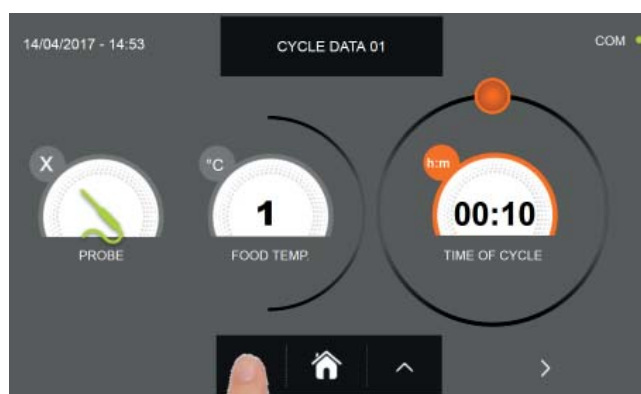 14/04/2017 - 14:53
CYCLE DATA 01
COM
X
°C
h:m
1
00:10
PROBE
FOOD TEMP.
TIME OF CYCLE